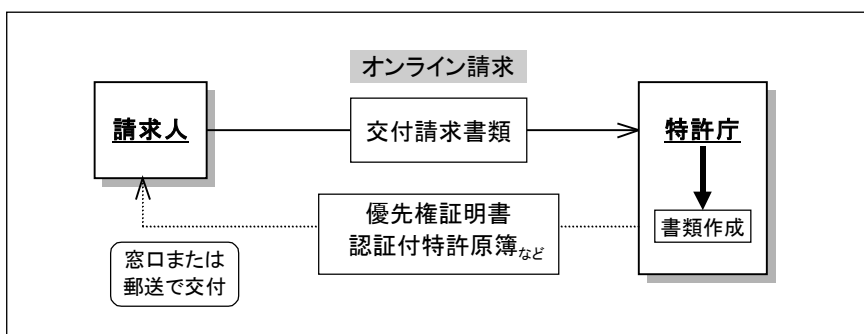 オンライン請求
請求人
交付請求書類
特許庁
書類作成
優先権証明書
認証付特許原簿など
窓口または
郵送で交付